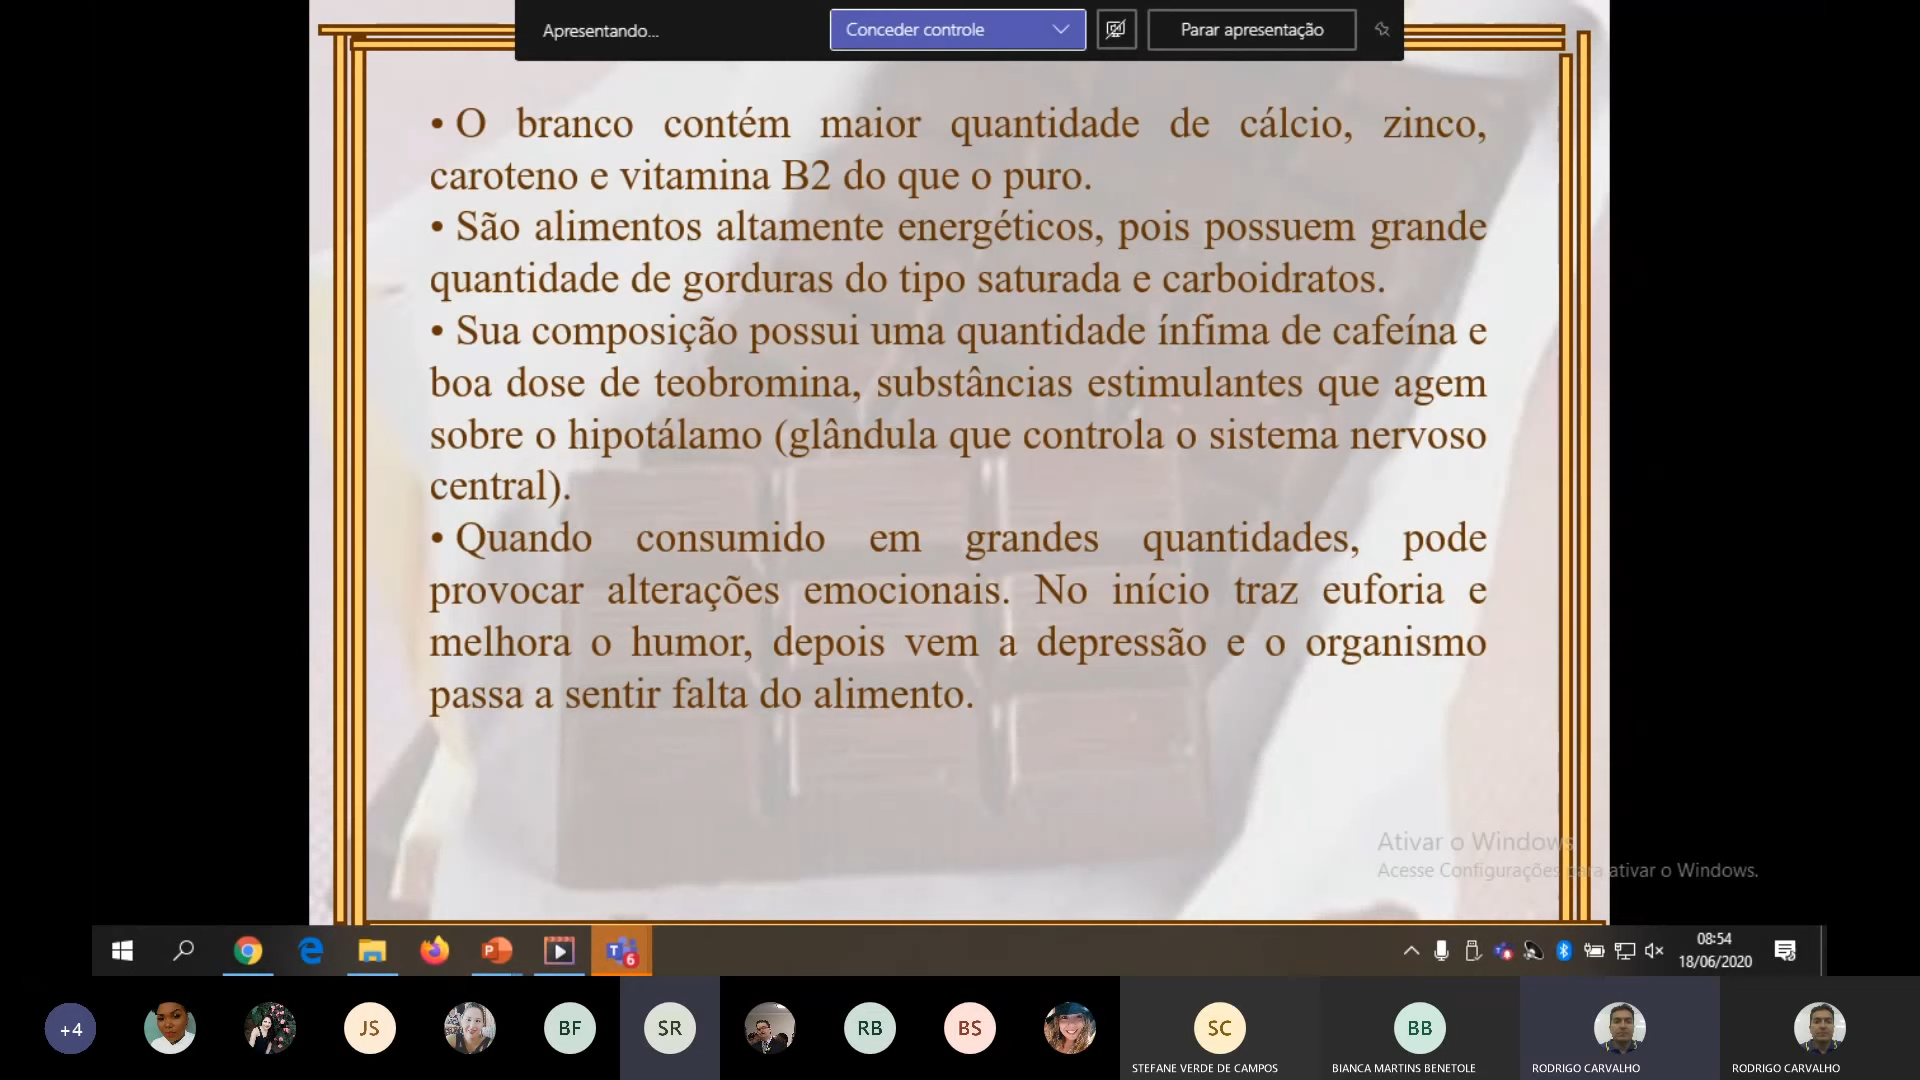 Apresentando...
Conceder controle
Parar apresentação
• O branco contém maior quantidade de cálcio, zinco,
caroteno e vitamina B2 do que o puro.
• São alimentos altamente energéticos, pois possuem grande
quantidade de gorduras do tipo saturada e carboidratos.
• Sua composição possui uma quantidade ínfima de cafeína e
boa dose de teobromina, substâncias estimulantes que agem
sobre o hipotálamo (glândula que controla o sistema nervoso
central).
• Quando consumido em grandes quantidades, pode
provocar alterações emocionais. No início traz euforia e
melhora o humor, depois vem a depressão e o organismo
passa a sentir falta do alimento.
Ativar o Windows
Acesse Configurações para ativar o Windows.
6
08:54
18/06/2020
+4
JS
BF
SR
RB
BS
SC
BB
STEFANE VERDE DE CAMPOS
BIANCA MARTINS BENETOLE
RODRIGO CARVALHO
RODRIGO CARVALHO